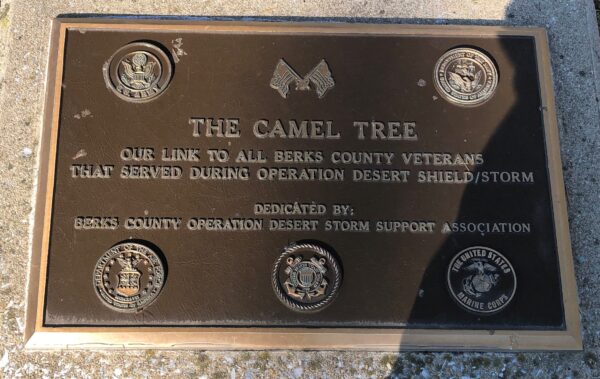 THE CAMEL TREE
OUR LINK TO ALL BERKS COUNTY VETERANS
THAT SERVED DURING OPERATION DESERT SHIELD/STORM
DEDICATED BY:
BERKS COUNTY OPERATION DESERT STORM SUPPORT ASSOCIATION
THE UNITED STATES
MARINE CORPS